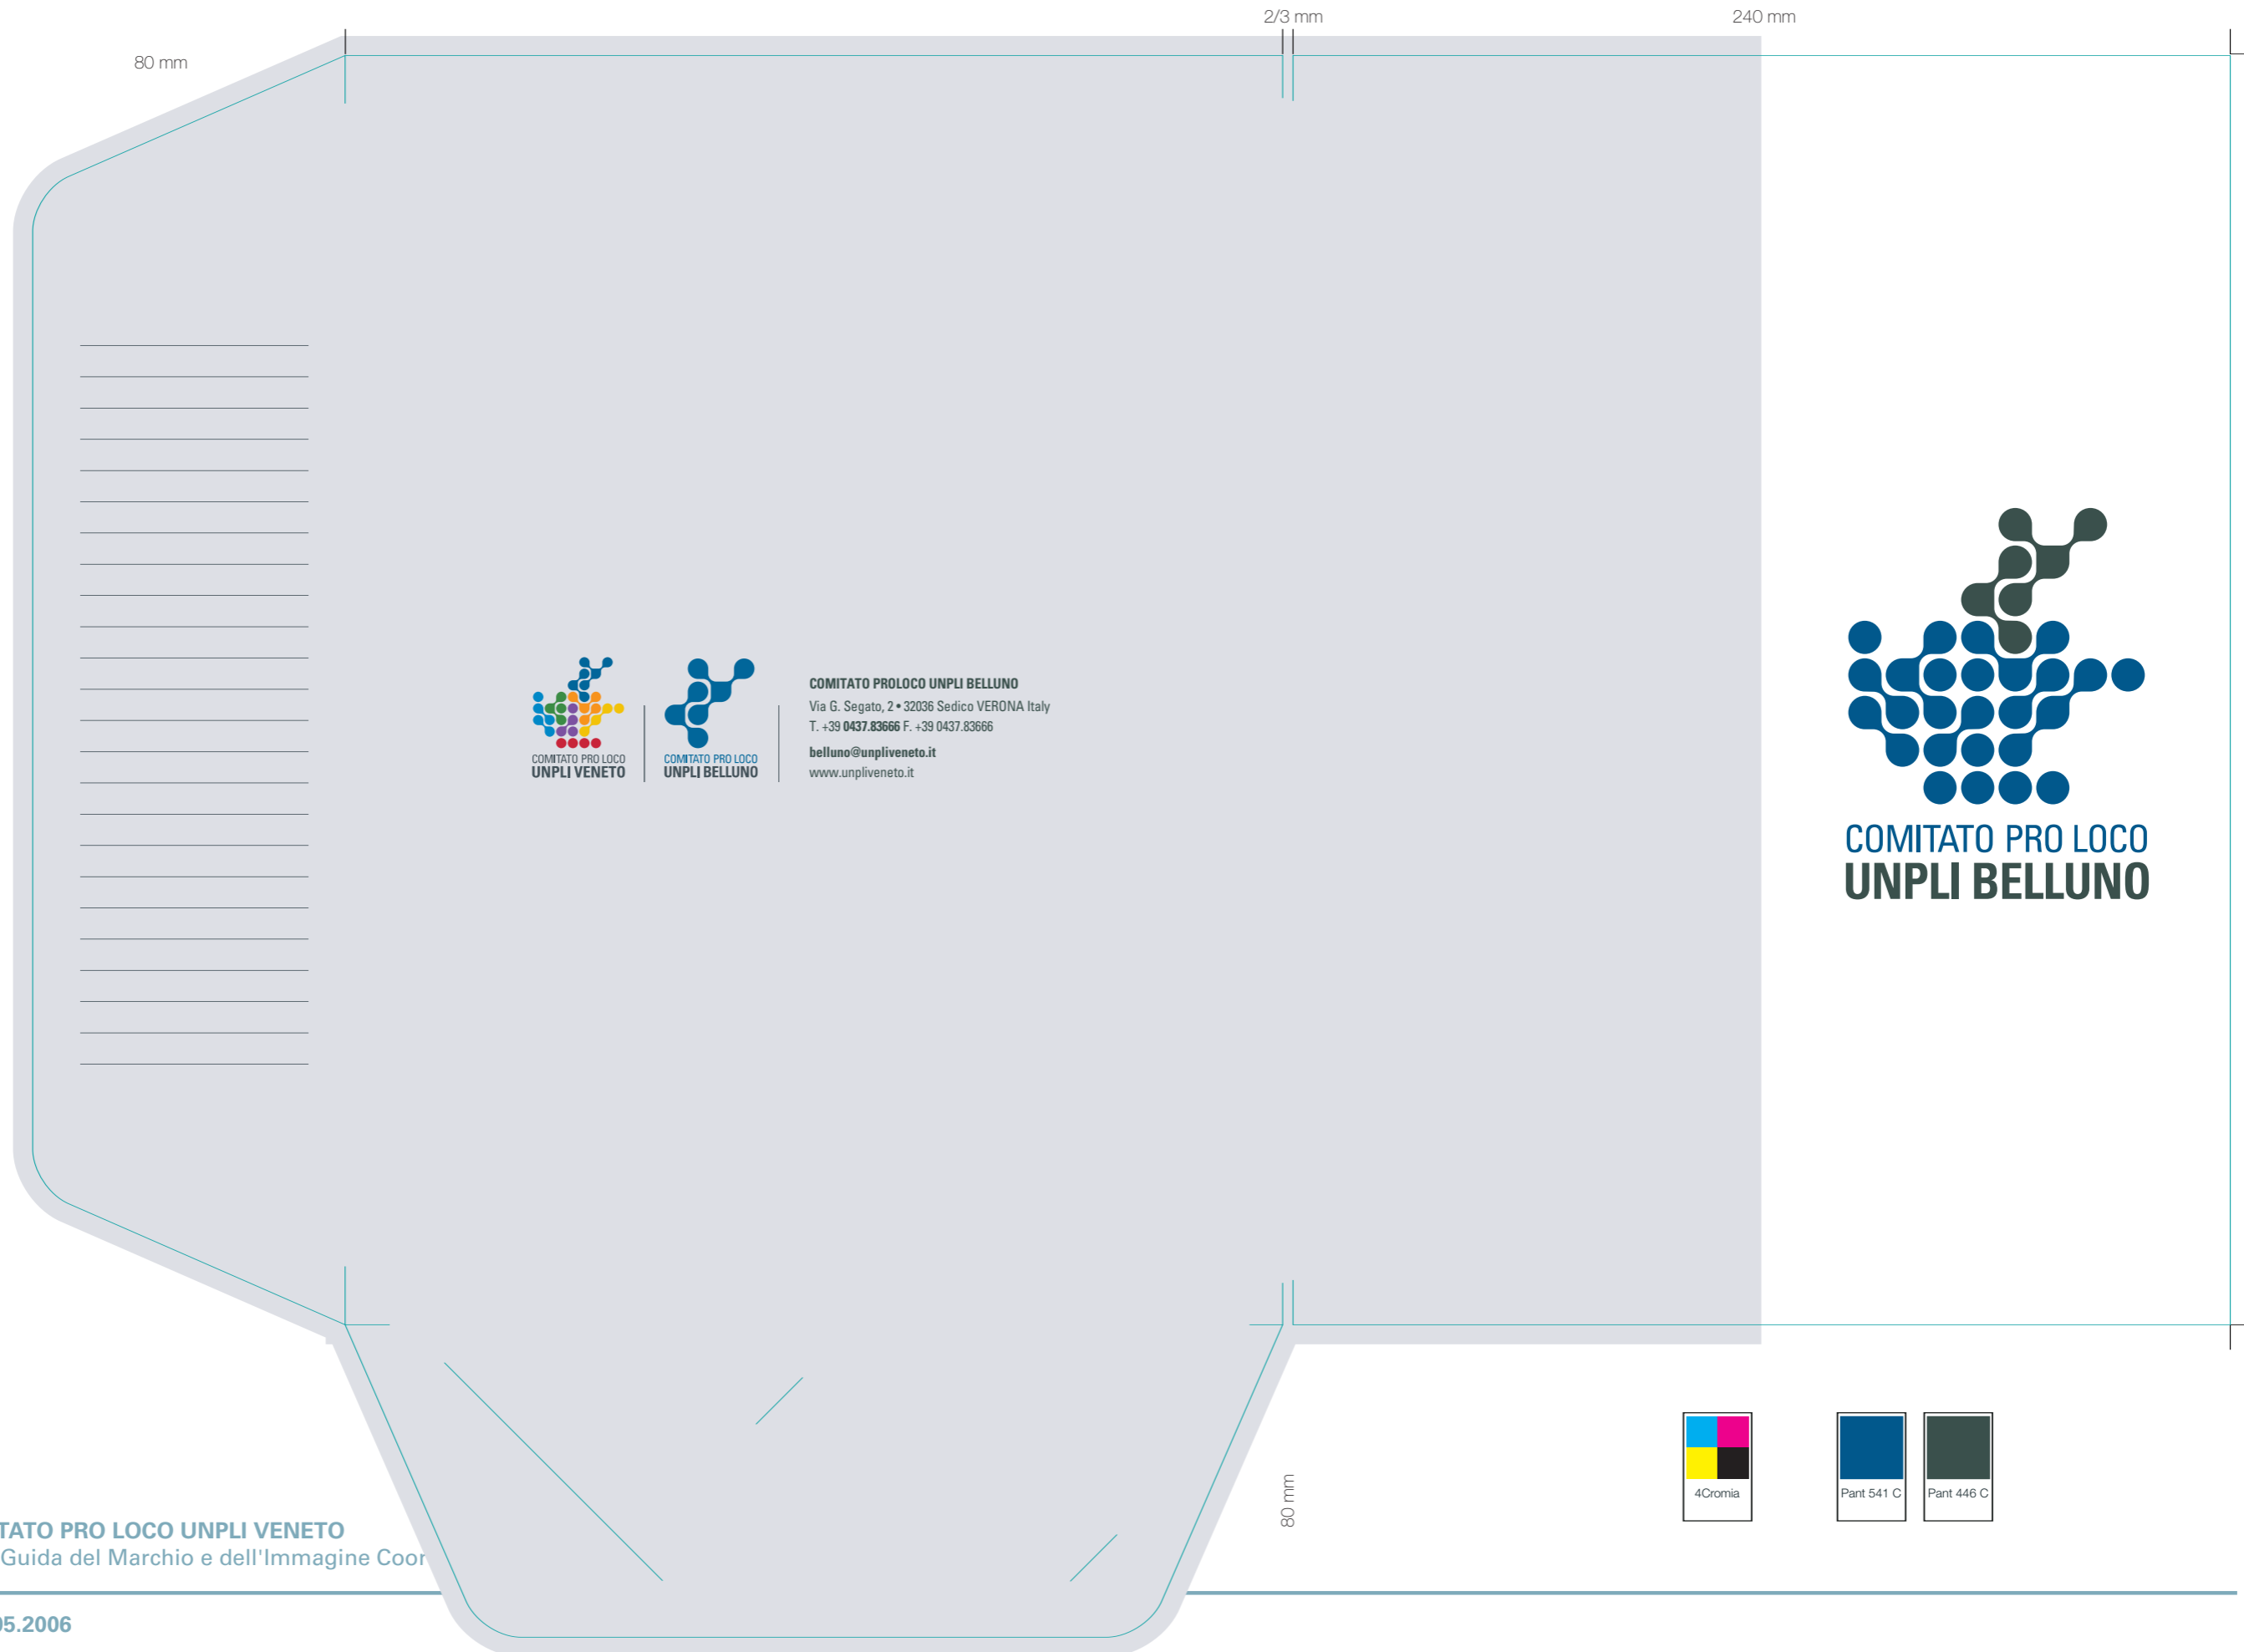 2/3 mm
240 mm
80 mm
COMITATO PRO LOCO
UNPLI VENETO
COMITATO PRO LOCO
UNPLI BELLUNO
COMITATO PROLOCO UNPLI BELLUNO
Via G. Segato, 2 • 32036 Sedico VERONA Italy
T. +39 0437.83666 F. +39 0437.83666
belluno@unpliveneto.it
www.unpliveneto.it
COMITATO PRO LOCO
UNPLI BELLUNO
80 mm
4Cromia
Pant 541 C
Pant 446 C
TATO PRO LOCO UNPLI VENETO
Guida del Marchio e dell'Immagine Coor
05.2006